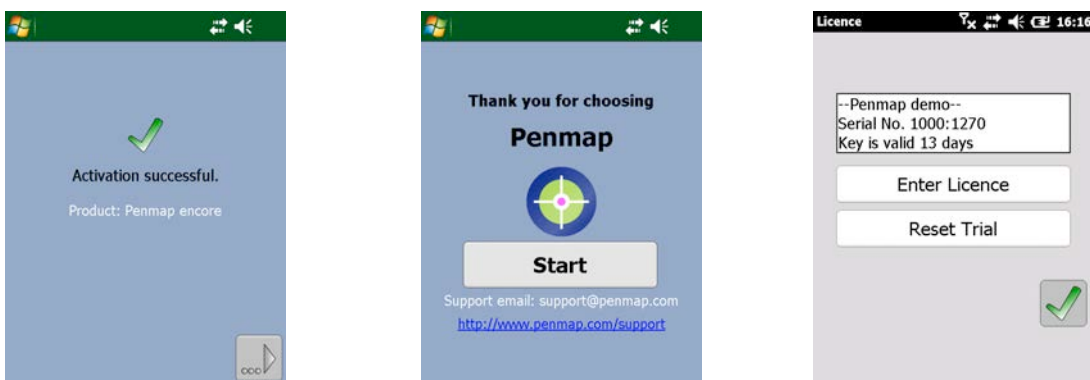 Activation successful.
Product: Penmap encore
Thank you for choosing
Penmap
Start
Support email: support@penmap.com
http://www.penmap.com/support
Licence 16:16
--Penmap demo--
Serial No. 1000:1270
Key is valid 13 days
Enter Licence
Reset Trial